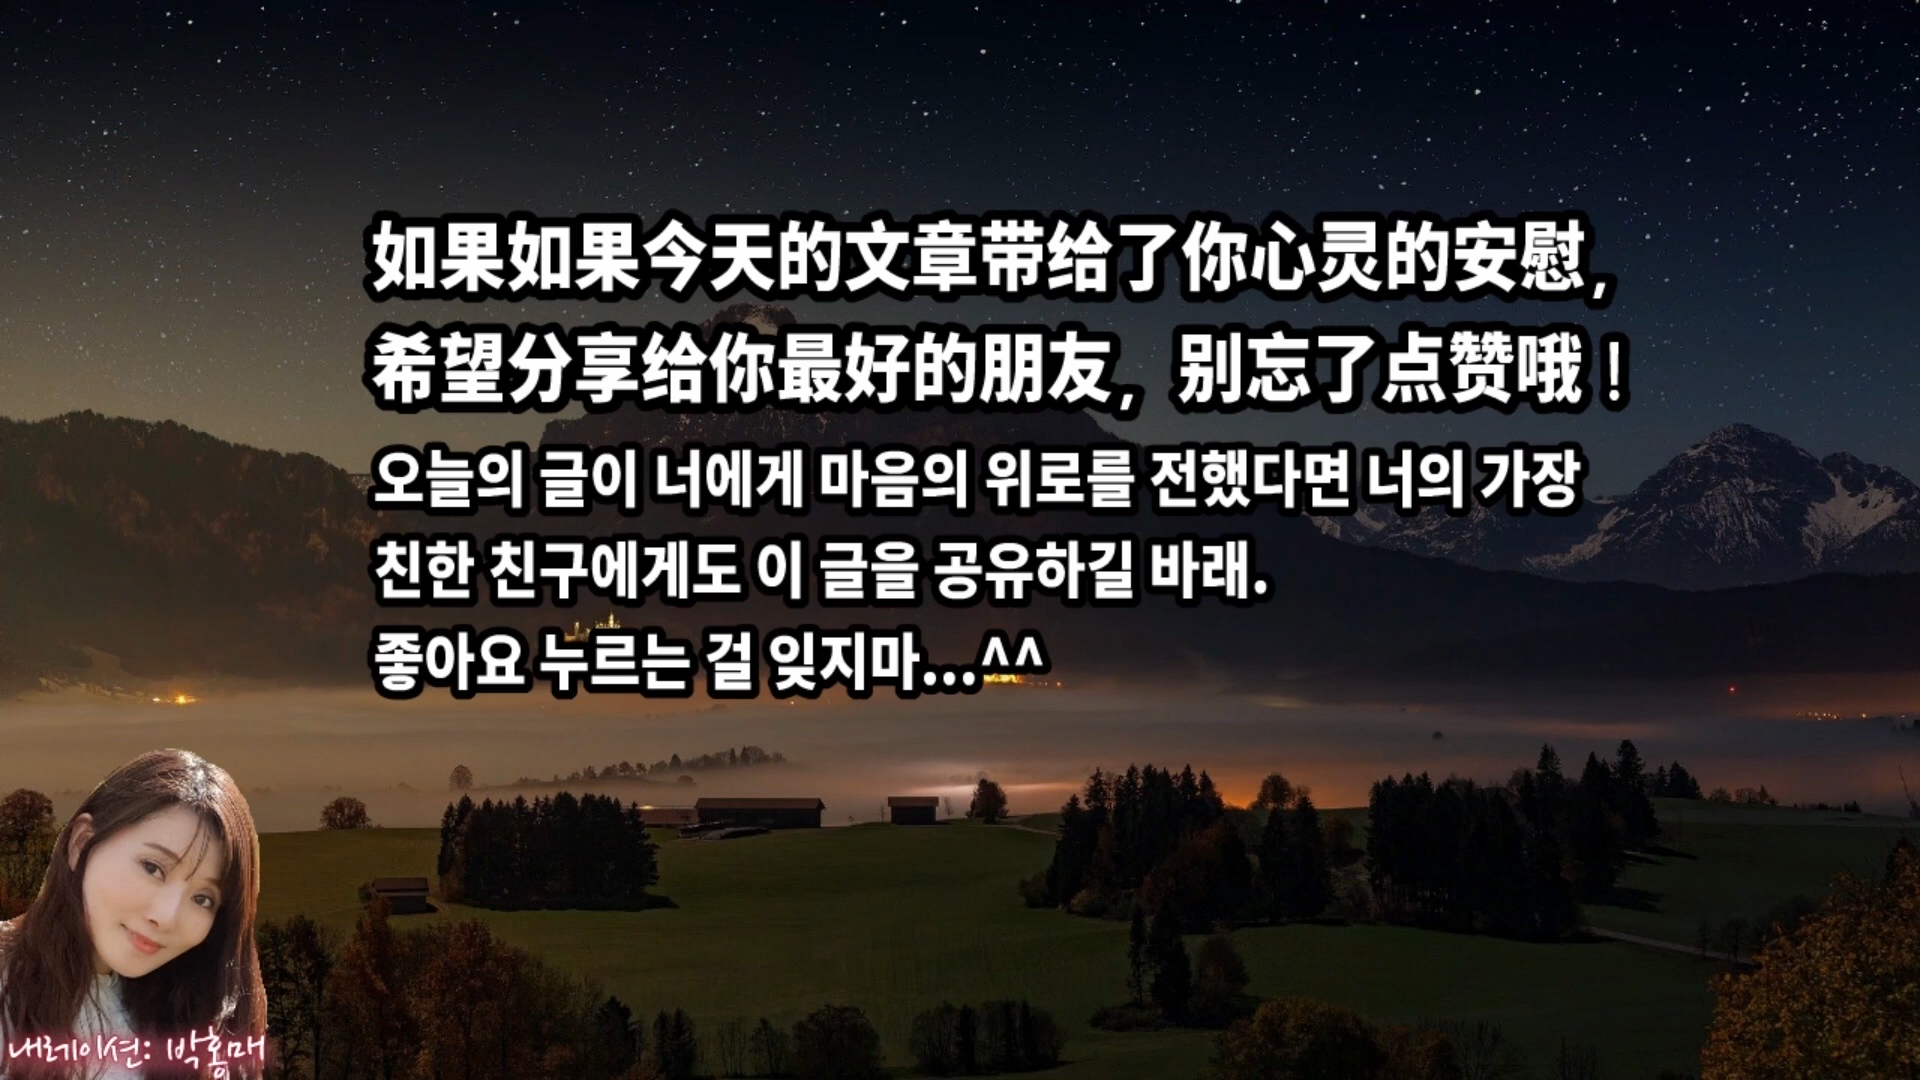 如果如果今天的文章带给了你心灵的安慰，
希望分享给你最好的朋友，别忘了点赞哦！
오늘의 글이 너에게 마음의 위로를 전했다면 너의 가장
친한 친구에게도 이 글을 공유하길 바래.
좋아요 누르는 걸 잊지마...^^
내레이션: 박홍매